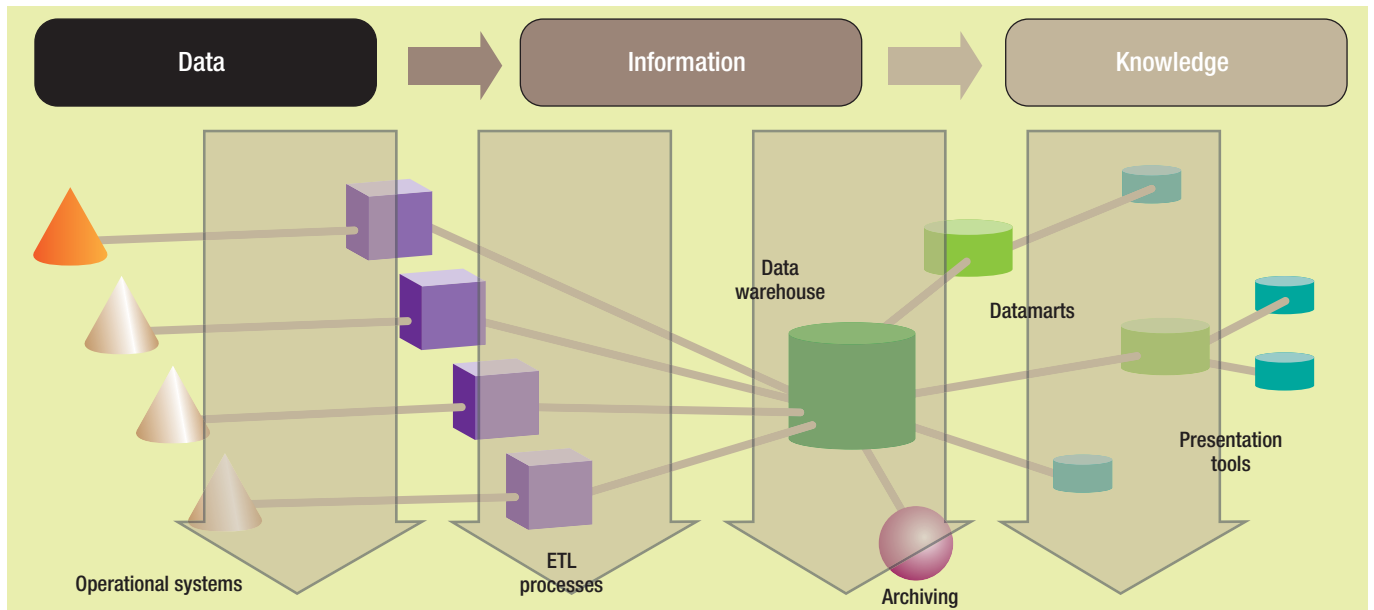 Data
Information
Knowledge
Data
warehouse
Datamarts
Presentation
tools
ETL
processes
Operational systems
Archiving